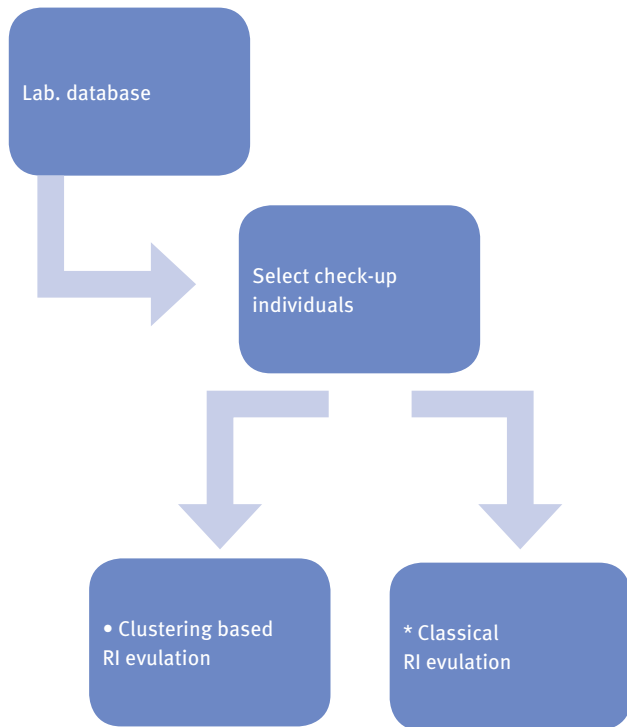 Lab. database
Select check-up
individuals
• Clustering based
RI evulation
* Classical
RI evulation